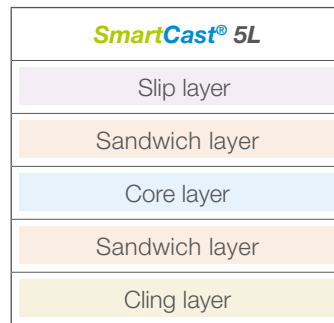 SmartCast® 5L
Slip layer
Sandwich layer
Core layer
Sandwich layer
Cling layer